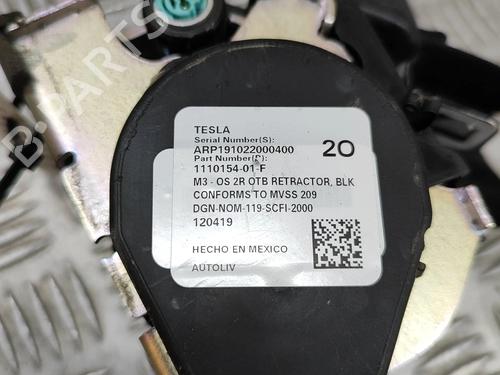 TESLA
Serial Number(S):
ARP191022000400
20
Part Number(P):
1110154-01-F
M3 - OS 2R OTB RETRACTOR, BLK
CONFORMS TO MVSS 209
DGN-NOM-119-SCFI-2000
120419
HECHO EN MEXICO
AUTOLIV